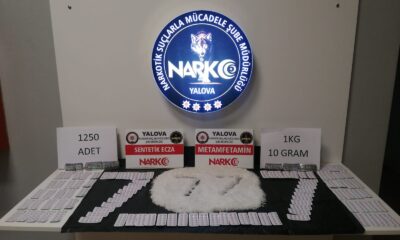 NARKOTİK SUÇLARLA MÜCADELE ŞUBE MÜDÜRLÜĞÜ
NARKO
YALOVA
1250
ADET
YALOVA
SENTETİK ECZA
NARKO
YALOVA
METAMFETAMİN
NARKO
1KG
10 GRAM